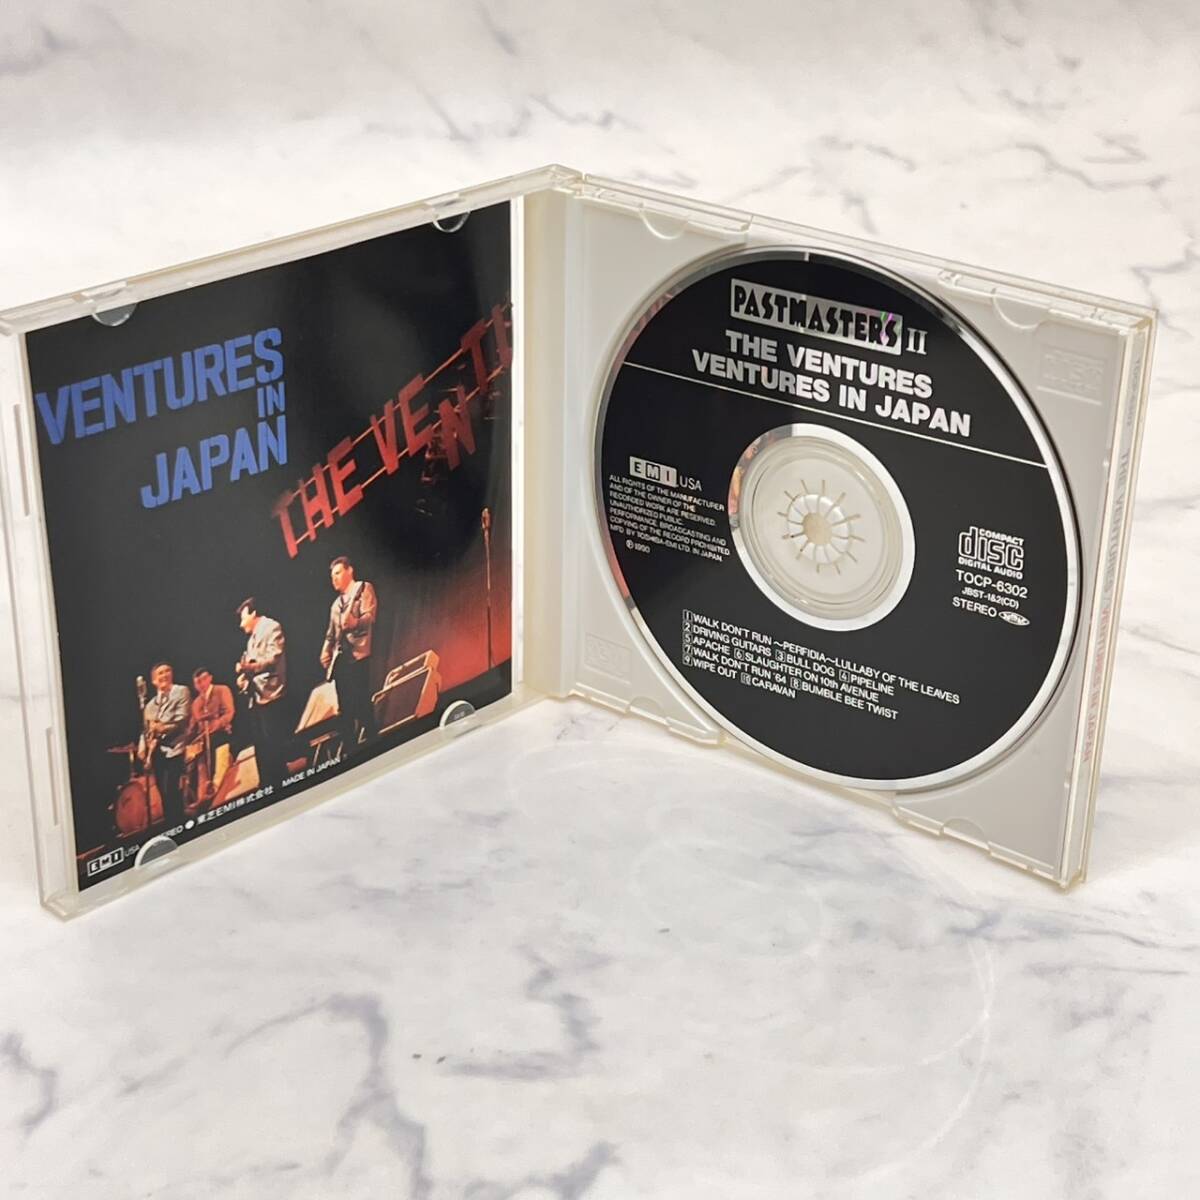 VENTURES
IN
JAPAN
THE VENT
EMI USA
STEREO ● 東芝EMI株式会社 MADE IN JAPAN
PASTMASTERS II
THE VENTURES
VENTURES IN JAPAN
EMI USA
ALL RIGHTS OF THE MANUFACTURER
AND OF THE OWNER OF THE
RECORDED WORK ARE RESERVED.
UNAUTHORIZED PUBLIC.
PERFORMANCE, BROADCASTING AND
COPYING OF THE RECORD PROHIBITED.
MFD BY TOSHIBA-EMI LTD. IN JAPAN.
Ⓟ1990
COMPACT
disc
DIGITAL AUDIO
TOCP-6302
JBST-1&2(CD)
STEREO
1 WALK DON'T RUN ～PERFIDIA～LULLABY OF THE LEAVES
2 DRIVING GUITARS 3 BULL DOG 4 PIPELINE
5 APACHE 6 SLAUGHTER ON 10th AVENUE
7 WALK DON'T RUN '64 8 BUMBLE BEE TWIST
9 WIPE OUT 10 CARAVAN